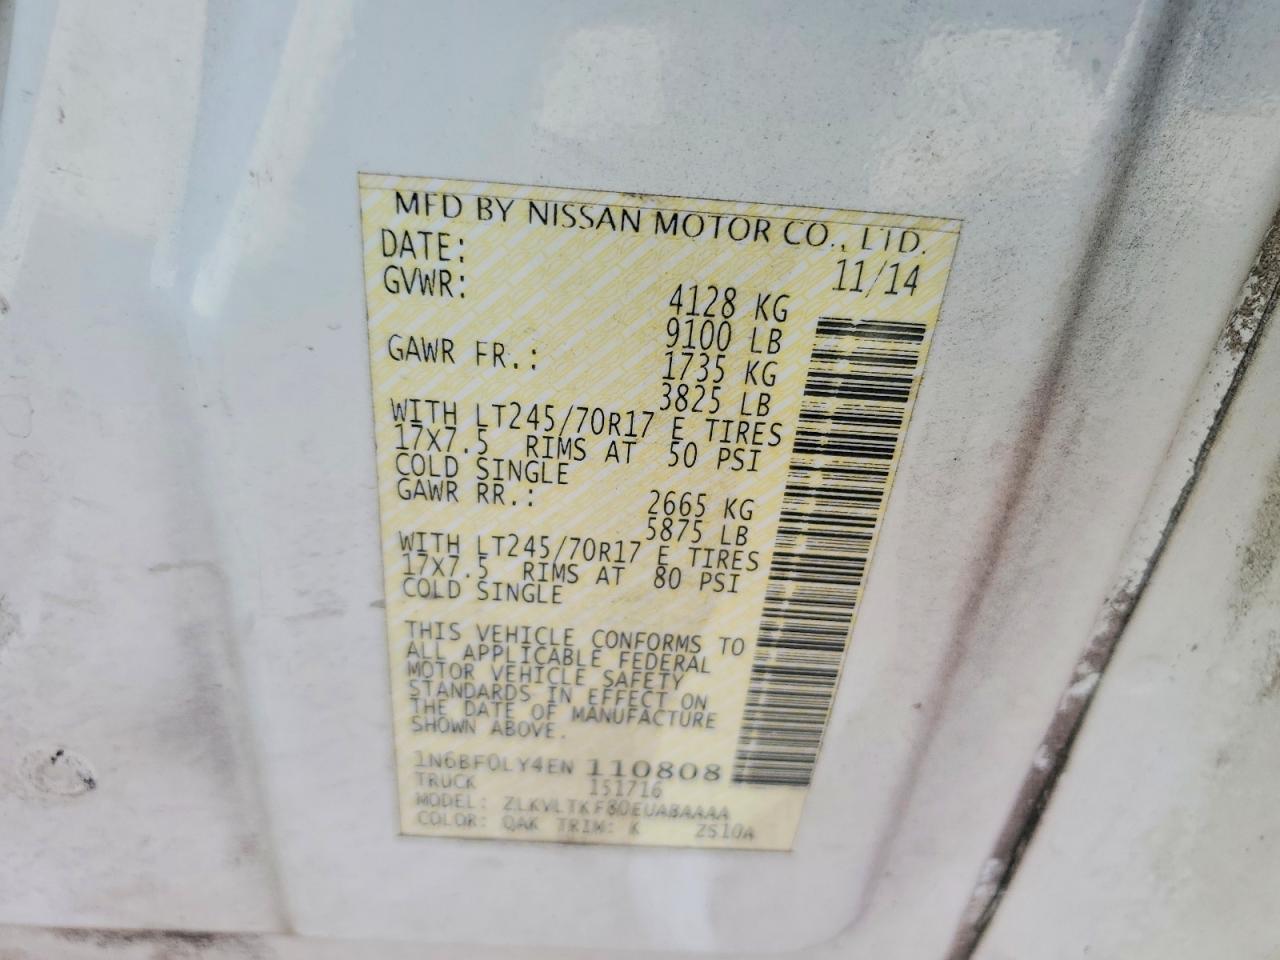 MFD BY NISSAN MOTOR CO., LTD.
DATE: 11/14
GVWR: 4128 KG
9100 LB
GAWR FR.: 1735 KG
3825 LB
WITH LT245/70R17 E TIRES
17X7.5 RIMS AT 50 PSI
COLD SINGLE
GAWR RR.: 2665 KG
5875 LB
WITH LT245/70R17 E TIRES
17X7.5 RIMS AT 80 PSI
COLD SINGLE
THIS VEHICLE CONFORMS TO
ALL APPLICABLE FEDERAL
MOTOR VEHICLE SAFETY
STANDARDS IN EFFECT ON
THE DATE OF MANUFACTURE
SHOWN ABOVE.
1N6BF0LY4EN 110808
TRUCK 151716
MODEL: ZLKVLTKF80EUABAAAA
COLOR: QAK TRIM: K 2S10A